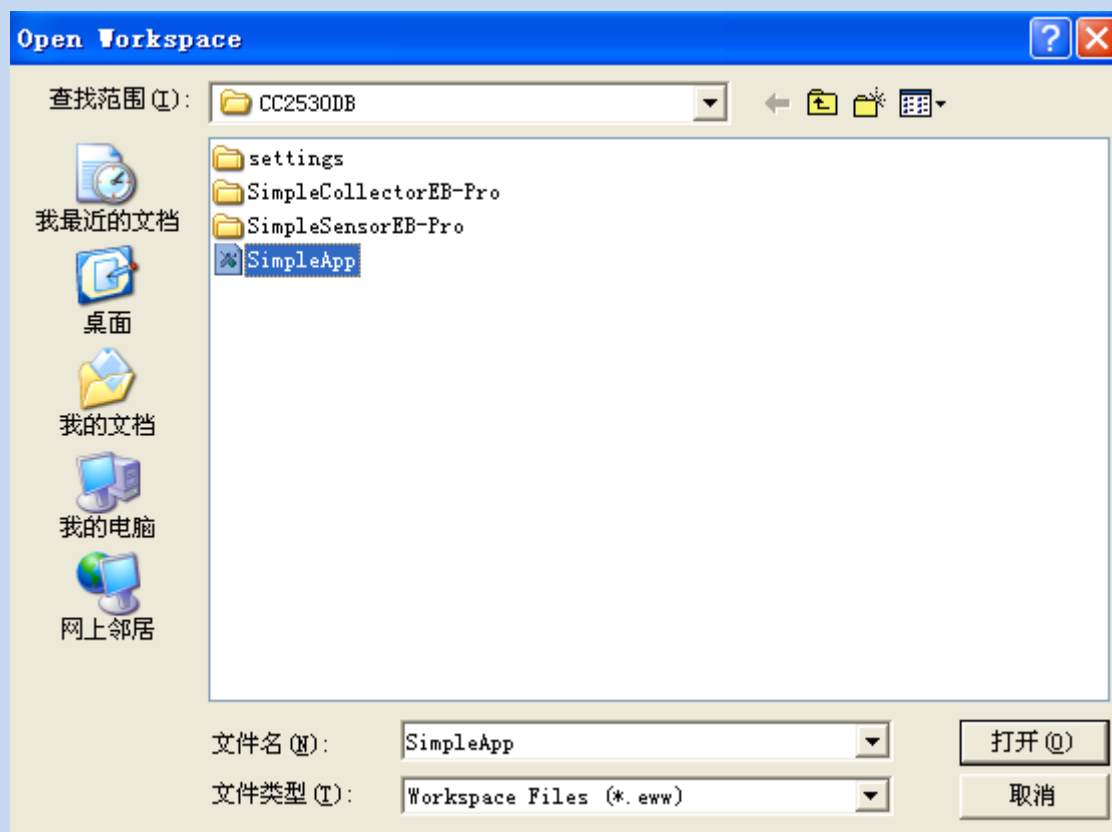 Open Workspace
查找范围(I):
CC2530DB
settings
SimpleCollectorEB-Pro
SimpleSensorEB-Pro
SimpleApp
我最近的文档
桌面
我的文档
我的电脑
网上邻居
文件名(N):
SimpleApp
打开(O)
文件类型(T):
Workspace Files (*.eww)
取消